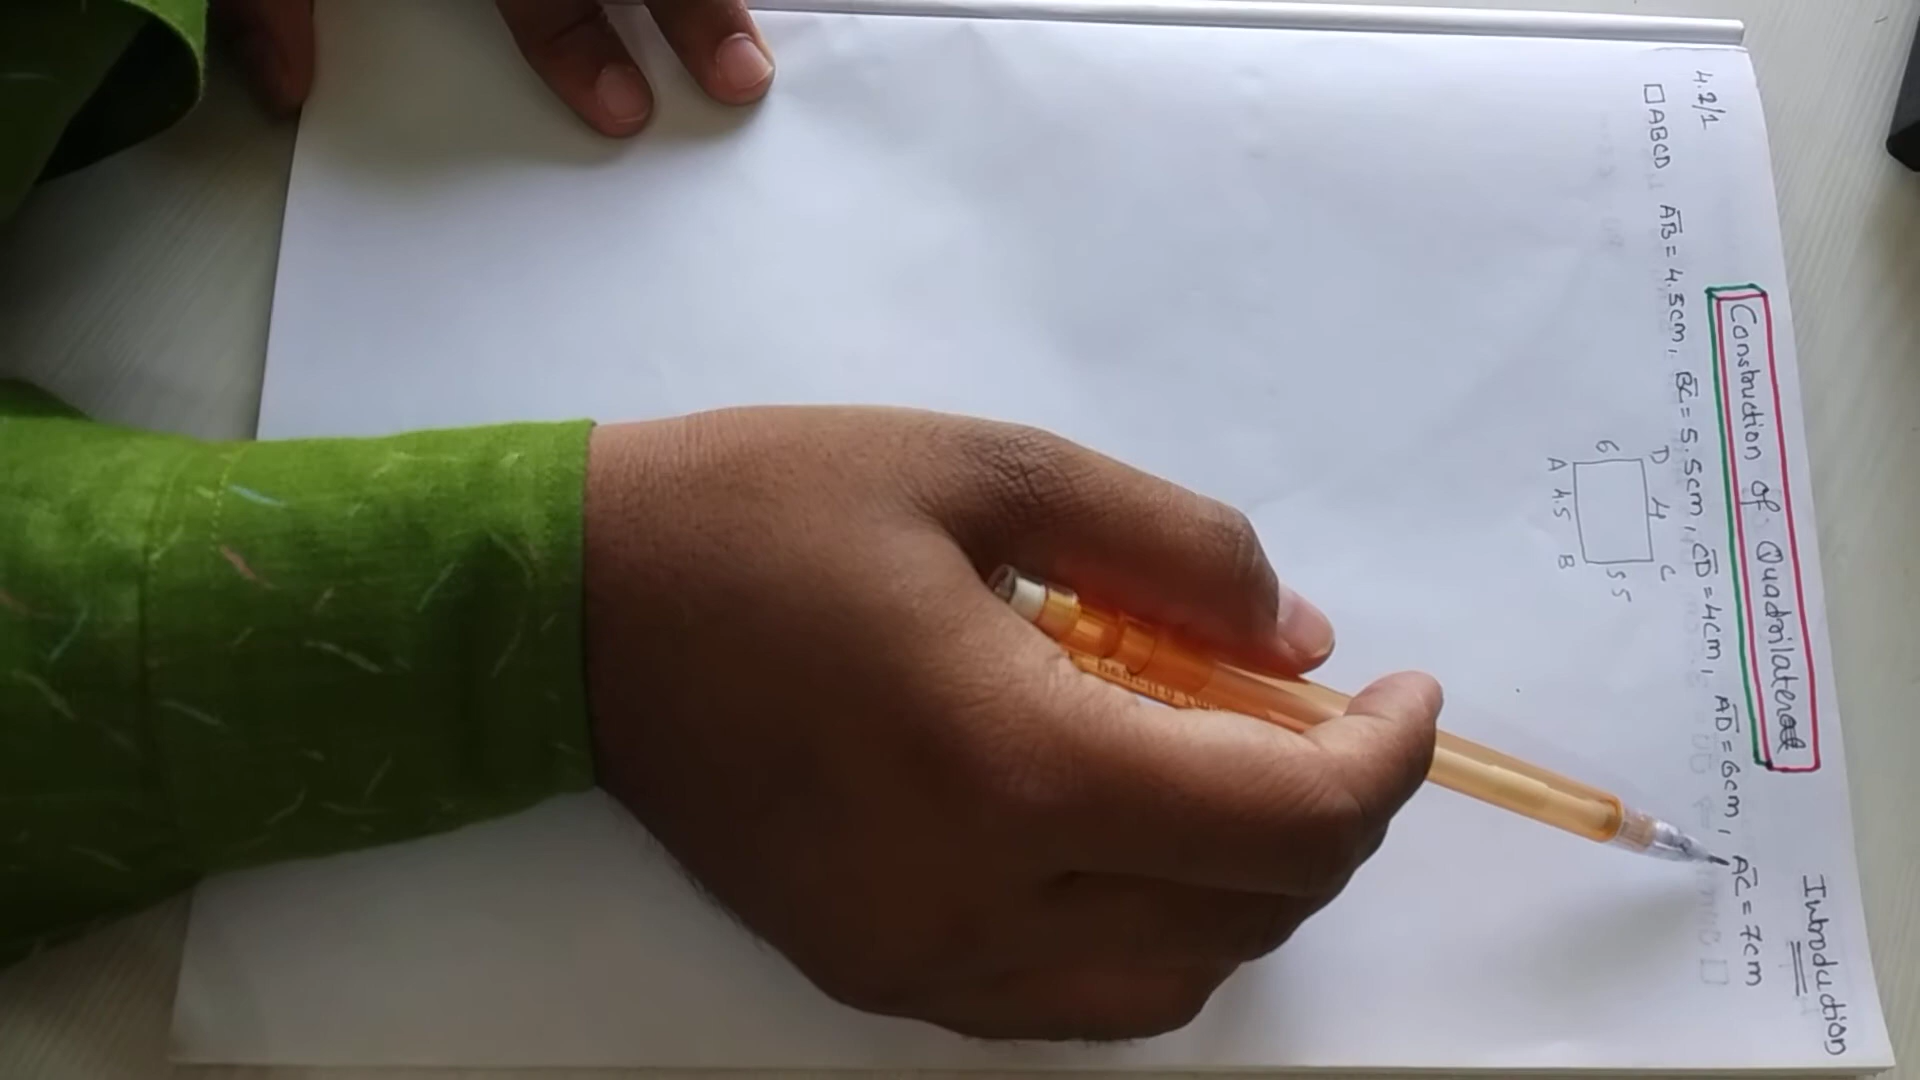 Introduction
Construction of Quadrilateral
4.2/1
□ABCD AB = 4.5cm, BC = 5.5cm, CD = 4cm, AD = 6cm, AC = 7cm
D 4 C
6 5 5
A 4.5 B